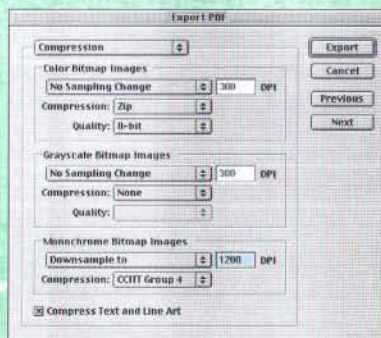 Export PDF
Compression
Export
Cancel
Previous
Next
Color Bitmap Images
No Sampling Change 300 DPI
Compression: Zip
Quality: 8-bit
Grayscale Bitmap Images
No Sampling Change 300 DPI
Compression: None
Quality:
Monochrome Bitmap Images
Downsample to 1200 DPI
Compression: CCITT Group 4
Compress Text and Line Art